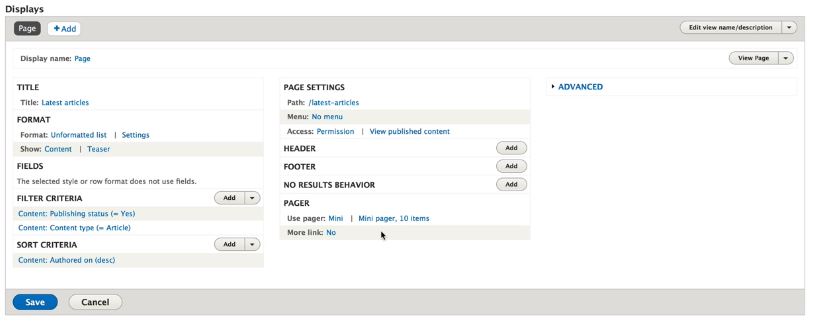 Displays
Page
+ Add
Edit view name/description
Display name: Page
View Page
TITLE
Title: Latest articles
FORMAT
Format: Unformatted list | Settings
Show: Content | Teaser
FIELDS
The selected style or row format does not use fields.
FILTER CRITERIA
Add
Content: Publishing status (= Yes)
Content: Content type (= Article)
SORT CRITERIA
Add
Content: Authored on (desc)
PAGE SETTINGS
Path: /latest-articles
Menu: No menu
Access: Permission | View published content
HEADER
Add
FOOTER
Add
NO RESULTS BEHAVIOR
Add
PAGER
Use pager: Mini | Mini pager, 10 items
More link: No
ADVANCED
Save
Cancel